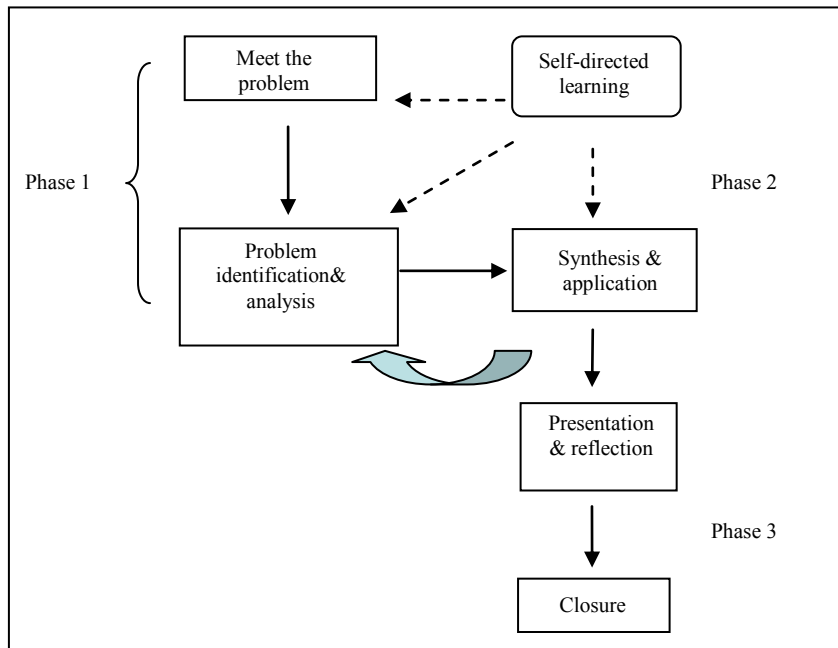 Meet the
problem
Self-directed
learning
Phase 1
Phase 2
Problem
identification&
analysis
Synthesis &
application
Presentation
& reflection
Phase 3
Closure